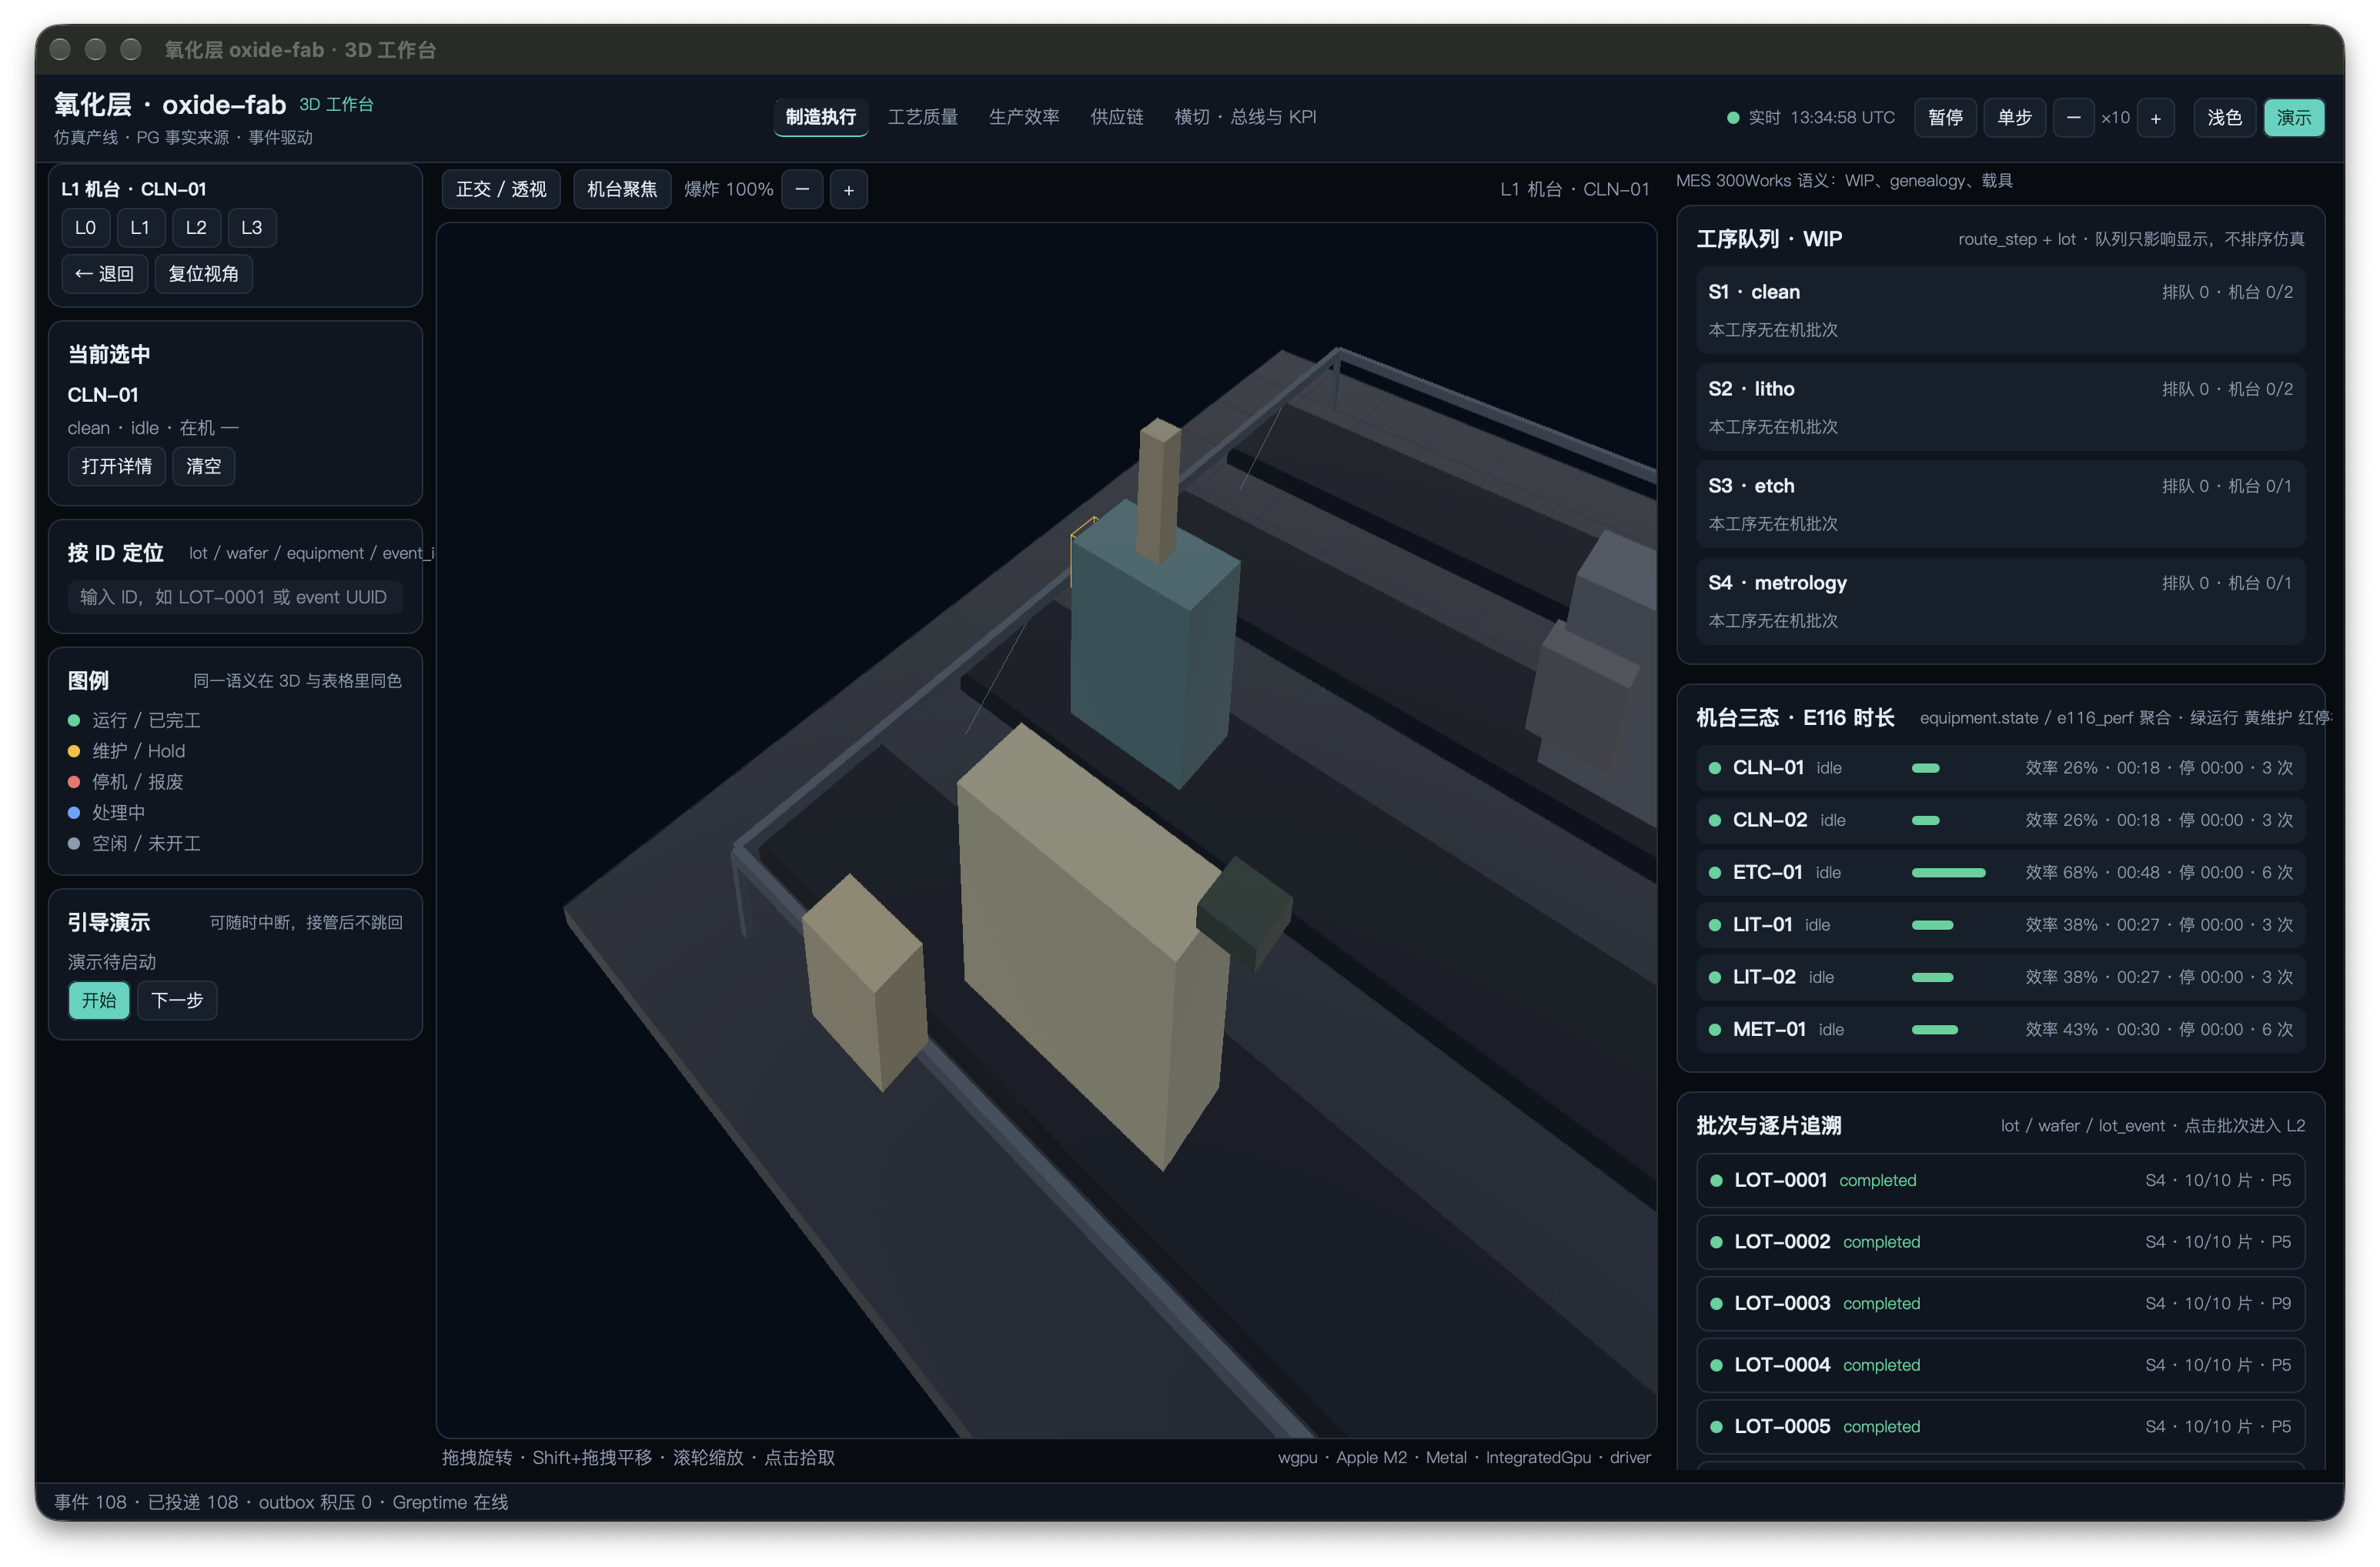 氧化层 oxide-fab · 3D 工作台
氧化层 · oxide-fab 3D 工作台
仿真产线 · PG 事实来源 · 事件驱动
制造执行 工艺质量 生产效率 供应链 横切 · 总线与 KPI
实时 13:34:58 UTC 暂停 单步 — ×10 + 浅色 演示
L1 机台 · CLN-01
L0 L1 L2 L3
← 退回 复位视角
当前选中
CLN-01
clean · idle · 在机 —
打开详情 清空
按 ID 定位 lot / wafer / equipment / event_i
输入 ID，如 LOT-0001 或 event UUID
图例 同一语义在 3D 与表格里同色
运行 / 已完工
维护 / Hold
停机 / 报废
处理中
空闲 / 未开工
引导演示 可随时中断，接管后不跳回
演示待启动
开始 下一步
正交 / 透视 机台聚焦 爆炸 100% — + L1 机台 · CLN-01
拖拽旋转 · Shift+拖拽平移 · 滚轮缩放 · 点击拾取 wgpu · Apple M2 · Metal · IntegratedGpu · driver
MES 300Works 语义：WIP、genealogy、载具
工序队列 · WIP route_step + lot · 队列只影响显示，不排序仿真
S1 · clean 排队 0 · 机台 0/2
本工序无在机批次
S2 · litho 排队 0 · 机台 0/2
本工序无在机批次
S3 · etch 排队 0 · 机台 0/1
本工序无在机批次
S4 · metrology 排队 0 · 机台 0/1
本工序无在机批次
机台三态 · E116 时长 equipment.state / e116_perf 聚合 · 绿运行 黄维护 红停
CLN-01 idle 效率 26% · 00:18 · 停 00:00 · 3 次
CLN-02 idle 效率 26% · 00:18 · 停 00:00 · 3 次
ETC-01 idle 效率 68% · 00:48 · 停 00:00 · 6 次
LIT-01 idle 效率 38% · 00:27 · 停 00:00 · 3 次
LIT-02 idle 效率 38% · 00:27 · 停 00:00 · 3 次
MET-01 idle 效率 43% · 00:30 · 停 00:00 · 6 次
批次与逐片追溯 lot / wafer / lot_event · 点击批次进入 L2
LOT-0001 completed S4 · 10/10 片 · P5
LOT-0002 completed S4 · 10/10 片 · P5
LOT-0003 completed S4 · 10/10 片 · P9
LOT-0004 completed S4 · 10/10 片 · P5
LOT-0005 completed S4 · 10/10 片 · P5
事件 108 · 已投递 108 · outbox 积压 0 · Greptime 在线